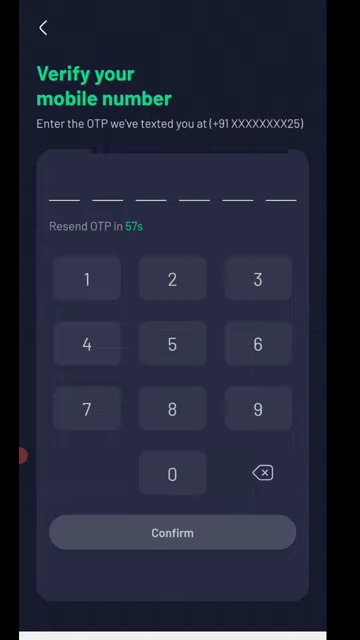 Verify your
mobile number
Enter the OTP we've texted you at (+91 XXXXXXXX25)
Resend OTP in 57s
1 2 3
4 5 6
7 8 9
0
Confirm